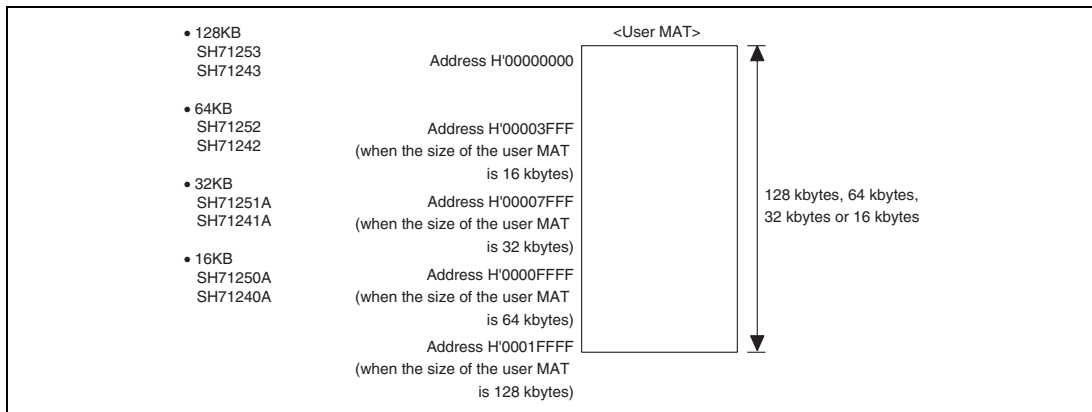 • 128KB
SH71253
SH71243
• 64KB
SH71252
SH71242
• 32KB
SH71251A
SH71241A
• 16KB
SH71250A
SH71240A
<User MAT>
Address H'00000000
Address H'00003FFF
(when the size of the user MAT
is 16 kbytes)
Address H'00007FFF
(when the size of the user MAT
is 32 kbytes)
Address H'0000FFFF
(when the size of the user MAT
is 64 kbytes)
Address H'0001FFFF
(when the size of the user MAT
is 128 kbytes)
128 kbytes, 64 kbytes,
32 kbytes or 16 kbytes